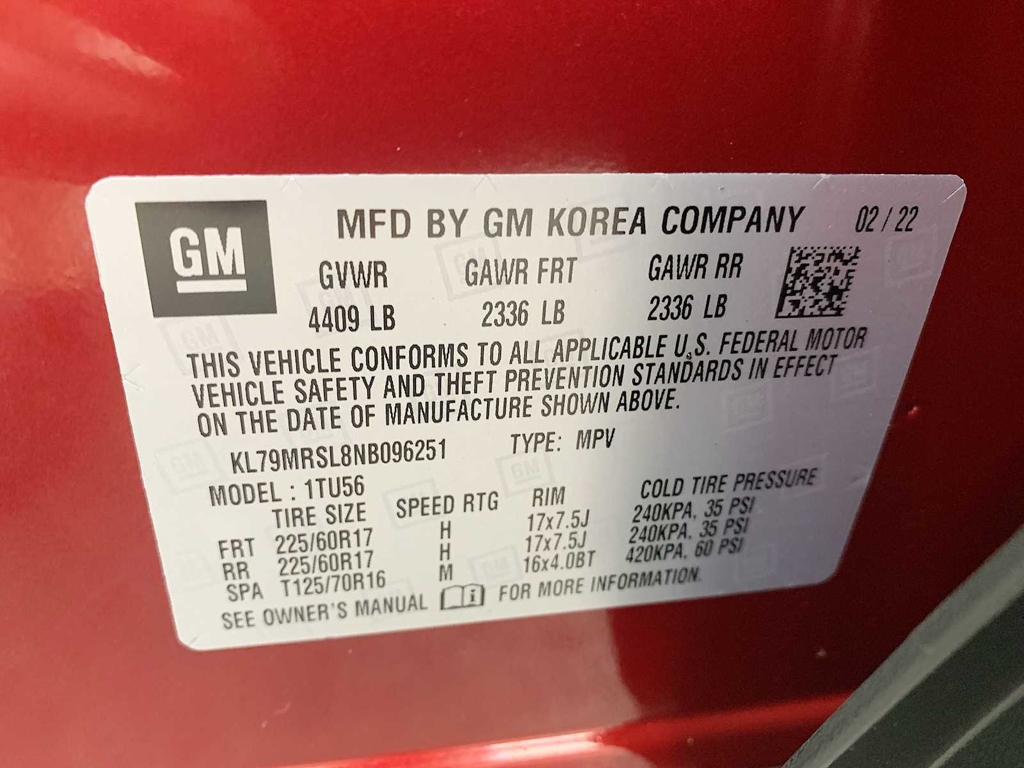 GM
MFD BY GM KOREA COMPANY 02 / 22
GVWR GAWR FRT GAWR RR
4409 LB 2336 LB 2336 LB
THIS VEHICLE CONFORMS TO ALL APPLICABLE U.S. FEDERAL MOTOR
VEHICLE SAFETY AND THEFT PREVENTION STANDARDS IN EFFECT
ON THE DATE OF MANUFACTURE SHOWN ABOVE.
KL79MRSL8NB096251 TYPE: MPV
MODEL : 1TU56
TIRE SIZE SPEED RTG RIM COLD TIRE PRESSURE
FRT 225/60R17 H 17x7.5J 240KPA, 35 PSI
RR 225/60R17 H 17x7.5J 240KPA, 35 PSI
SPA T125/70R16 M 16x4.0BT 420KPA, 60 PSI
SEE OWNER'S MANUAL FOR MORE INFORMATION.